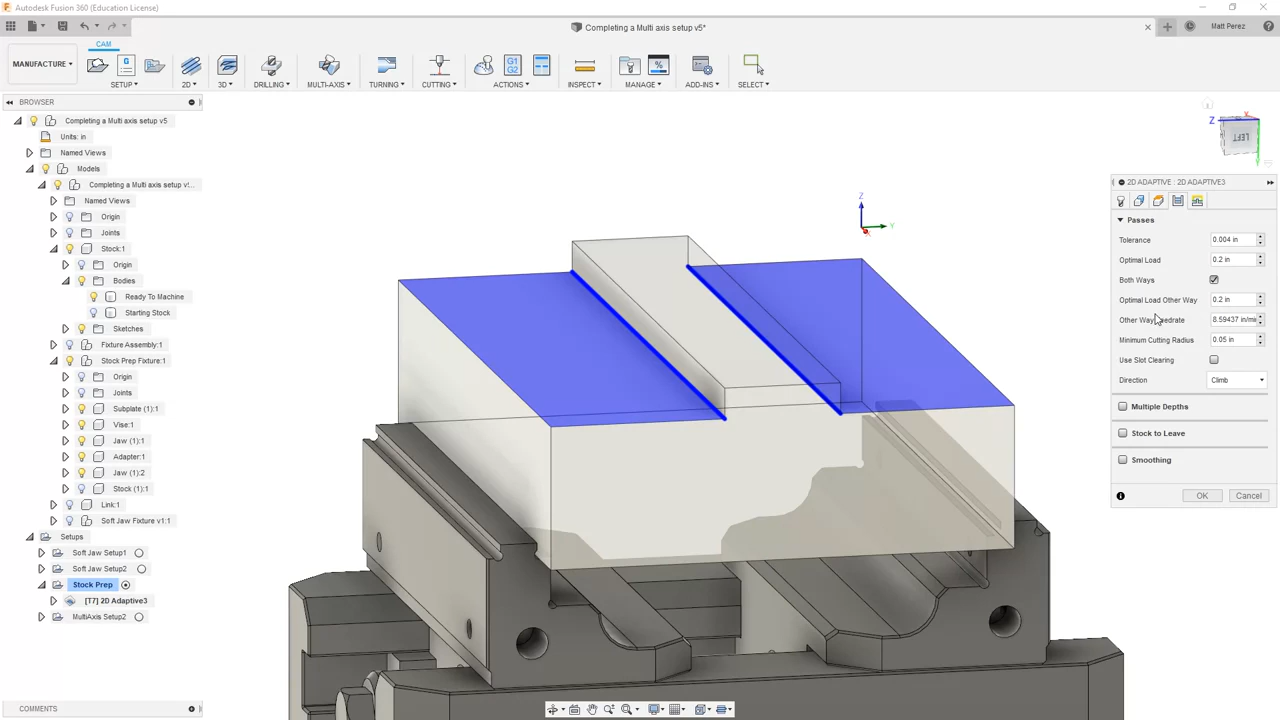 Autodesk Fusion 360 (Education License)
Completing a Multi axis setup v5*
Matt Perez
CAM
MANUFACTURE
SETUP
2D
3D
DRILLING
MULTI-AXIS
TURNING
CUTTING
G1
G2
ACTIONS
INSPECT
MANAGE
ADD-INS
SELECT
BROWSER
Completing a Multi axis setup v5
Units: in
Named Views
Models
Completing a Multi axis setup v!...
Named Views
Origin
Joints
Stock:1
Origin
Bodies
Ready To Machine
Starting Stock
Sketches
Fixture Assembly:1
Stock Prep Fixture:1
Origin
Joints
Subplate (1):1
Vise:1
Jaw (1):1
Adapter:1
Jaw (1):2
Stock (1):1
Link:1
Soft Jaw Fixture v1:1
Setups
Soft Jaw Setup1
Soft Jaw Setup2
Stock Prep
[T7] 2D Adaptive3
MultiAxis Setup2
COMMENTS
Z
Y
X
Z
X
LEFT
Y
2D ADAPTIVE : 2D ADAPTIVE3
Passes
Tolerance 0.004 in
Optimal Load 0.2 in
Both Ways
Optimal Load Other Way 0.2 in
Other Way 8.59437 in/min
Minimum Cutting Radius 0.05 in
Use Slot Clearing
Direction Climb
Multiple Depths
Stock to Leave
Smoothing
OK
Cancel